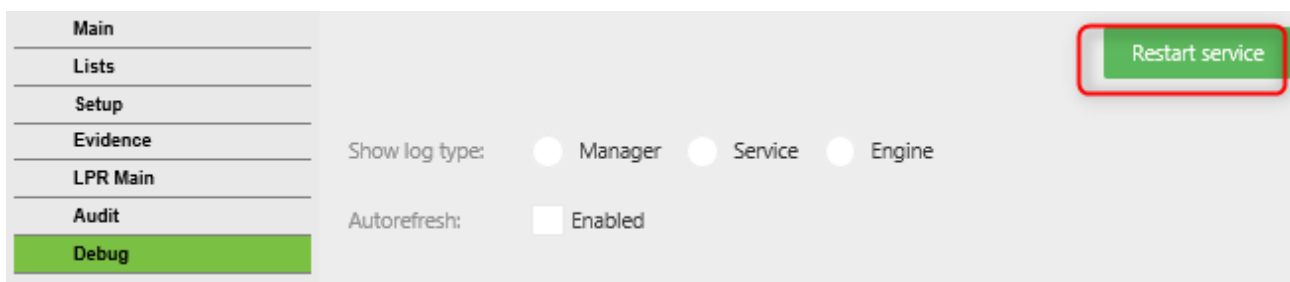 Main
Lists
Setup
Evidence
LPR Main
Audit
Debug
Restart service
Show log type: Manager Service Engine
Autorefresh: Enabled